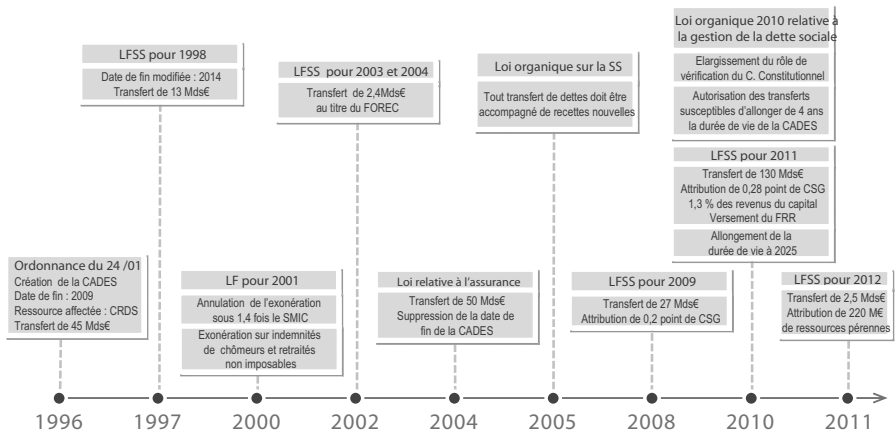 LFSS pour 1998
Date de fin modifiée : 2014
Transfert de 13 Mds€
LFSS pour 2003 et 2004
Transfert de 2,4Mds€
au titre du FOREC
Loi organique sur la SS
Tout transfert de dettes doit être
accompagné de recettes nouvelles
Loi organique 2010 relative à
la gestion de la dette sociale
Elargissement du rôle de
vérification du C. Constitutionnel
Autorisation des transferts
susceptibles d'allonger de 4 ans
la durée de vie de la CADES
LFSS pour 2011
Transfert de 130 Mds€
Attribution de 0,28 point de CSG
1,3 % des revenus du capital
Versement du FRR
Allongement de la
durée de vie à 2025
Ordonnance du 24 /01
Création de la CADES
Date de fin : 2009
Ressource affectée : CRDS
Transfert de 45 Mds€
LF pour 2001
Annulation de l'exonération
sous 1,4 fois le SMIC
Exonération sur indemnités
de chômeurs et retraités
non imposables
Loi relative à l'assurance
Transfert de 50 Mds€
Suppression de la date de
fin de la CADES
LFSS pour 2009
Transfert de 27 Mds€
Attribution de 0,2 point de CSG
LFSS pour 2012
Transfert de 2,5 Mds€
Attribution de 220 M€
de ressources pérennes
1996
1997
2000
2002
2004
2005
2008
2010
2011